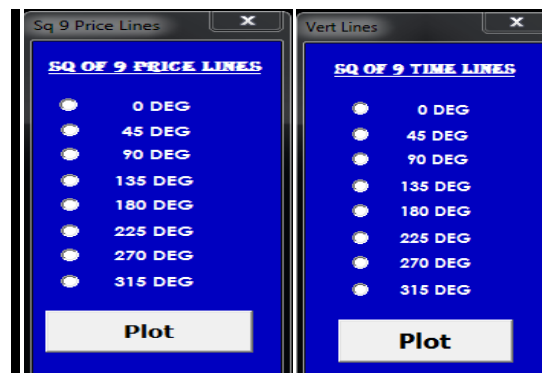 Sq 9 Price Lines
x
SQ OF 9 PRICE LINES
0 DEG
45 DEG
90 DEG
135 DEG
180 DEG
225 DEG
270 DEG
315 DEG
Plot
Vert Lines
x
SQ OF 9 TIME LINES
0 DEG
45 DEG
90 DEG
135 DEG
180 DEG
225 DEG
270 DEG
315 DEG
Plot